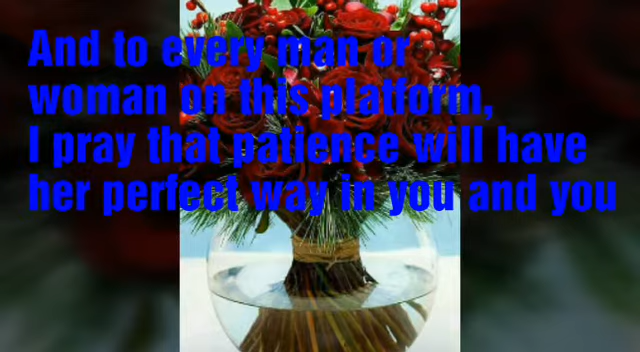 And to every man or
woman on this platform,
I pray that patience will have
her perfect way in you and you